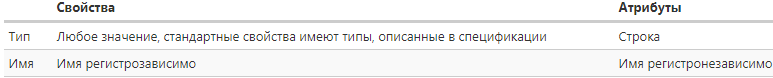 Свойства Атрибуты
Тип Любое значение, стандартные свойства имеют типы, описанные в спецификации Строка
Имя Имя регистрозависимо Имя регистронезависимо